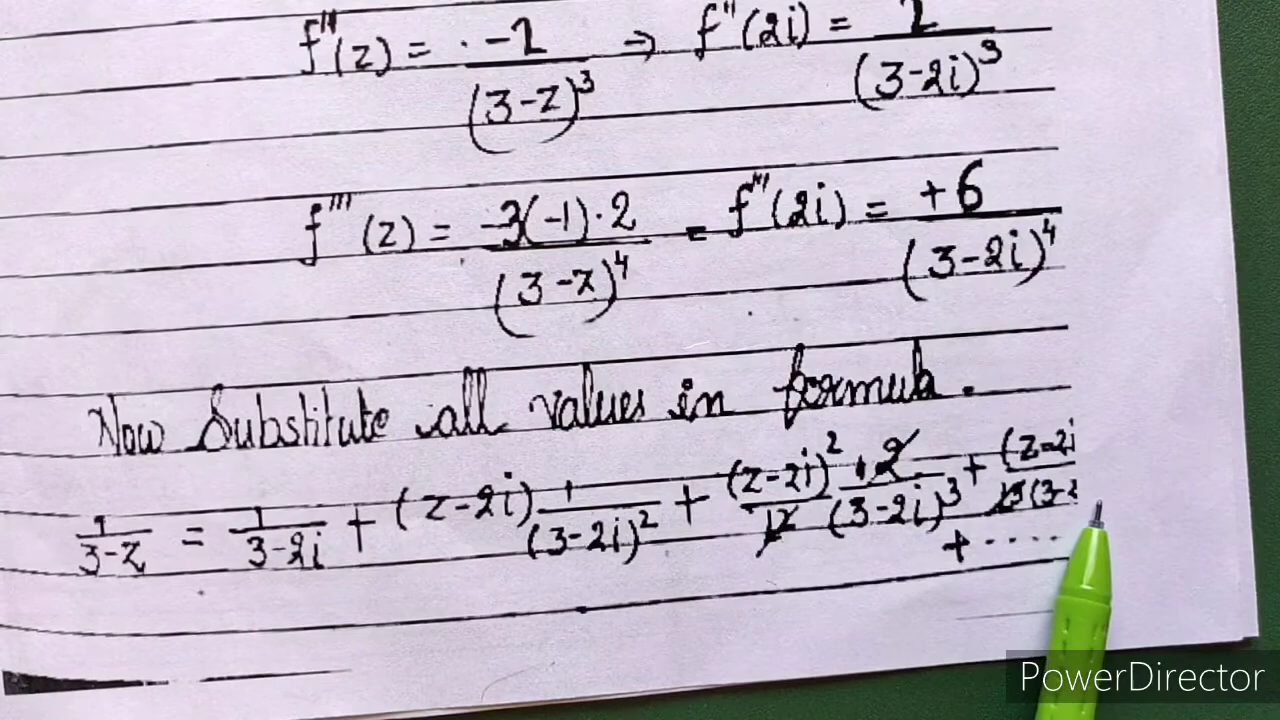 f''(z) = -2/(3-z)^3 → f''(2i) = 2/(3-2i)^3
f'''(z) = -3(-1)·2/(3-z)^4 = f'''(2i) = +6/(3-2i)^4
Now Substitute all values in formula.
1/3-z = 1/3-2i + (z-2i) 1/(3-2i)^2 + (z-2i)^2/L2 · 2/(3-2i)^3 + (z-2i
+ ....
PowerDirector